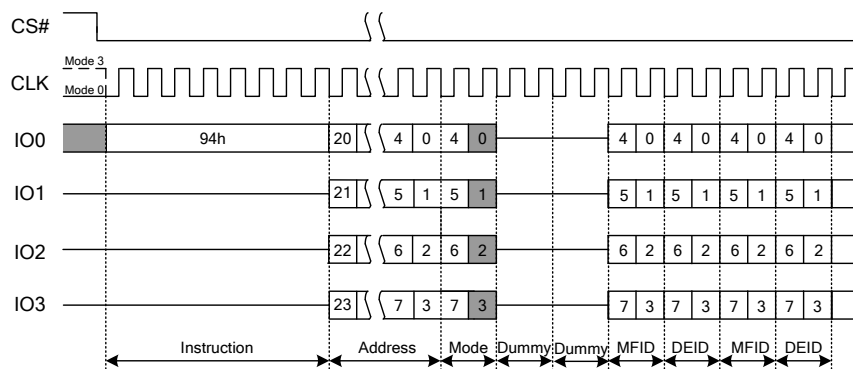 CS#
Mode 3
CLK
Mode 0
IO0 94h 20 4 0 4 0 4 0 4 0 4 0 4 0
IO1 21 5 1 5 1 5 1 5 1 5 1 5 1
IO2 22 6 2 6 2 6 2 6 2 6 2 6 2
IO3 23 7 3 7 3 7 3 7 3 7 3 7 3
Instruction Address Mode Dummy Dummy MFID DEID MFID DEID